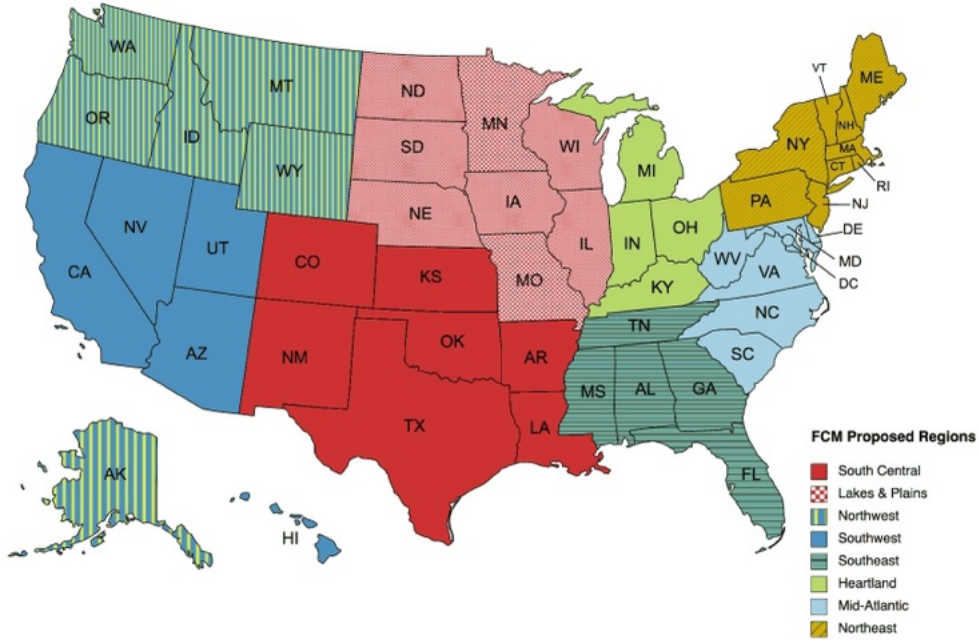 WA
MT
ND
MN
VT
ME
OR
ID
SD
WI
NY
NH
MA
CT
RI
WY
MI
PA
NJ
NE
IA
NV
UT
IL
IN
OH
DE
MD
DC
CA
CO
KS
MO
WV
VA
KY
NC
AZ
NM
OK
AR
TN
SC
TX
LA
MS
AL
GA
FL
AK
HI
FCM Proposed Regions
South Central
Lakes & Plains
Northwest
Southwest
Southeast
Heartland
Mid-Atlantic
Northeast